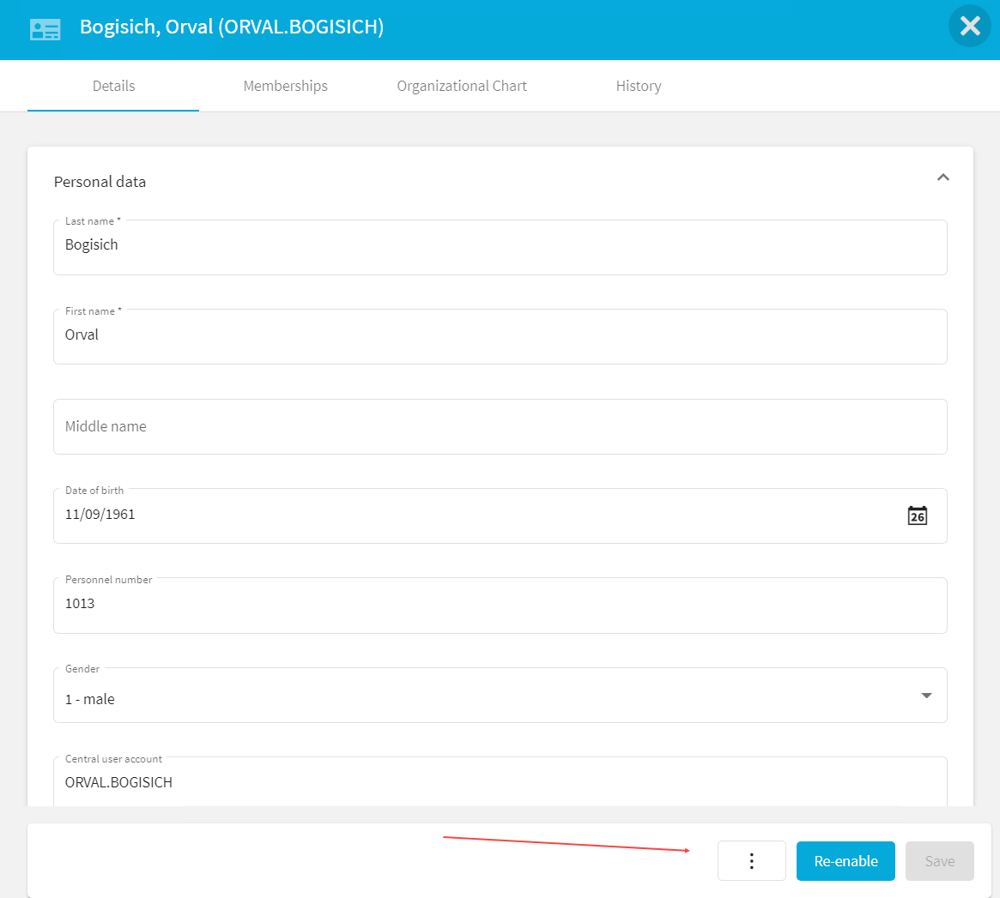 Bogisich, Orval (ORVAL.BOGISICH)
Details Memberships Organizational Chart History
Personal data
Last name *
Bogisich
First name *
Orval
Middle name
Date of birth
11/09/1961
26
Personnel number
1013
Gender
1 - male
Central user account
ORVAL.BOGISICH
Re-enable Save